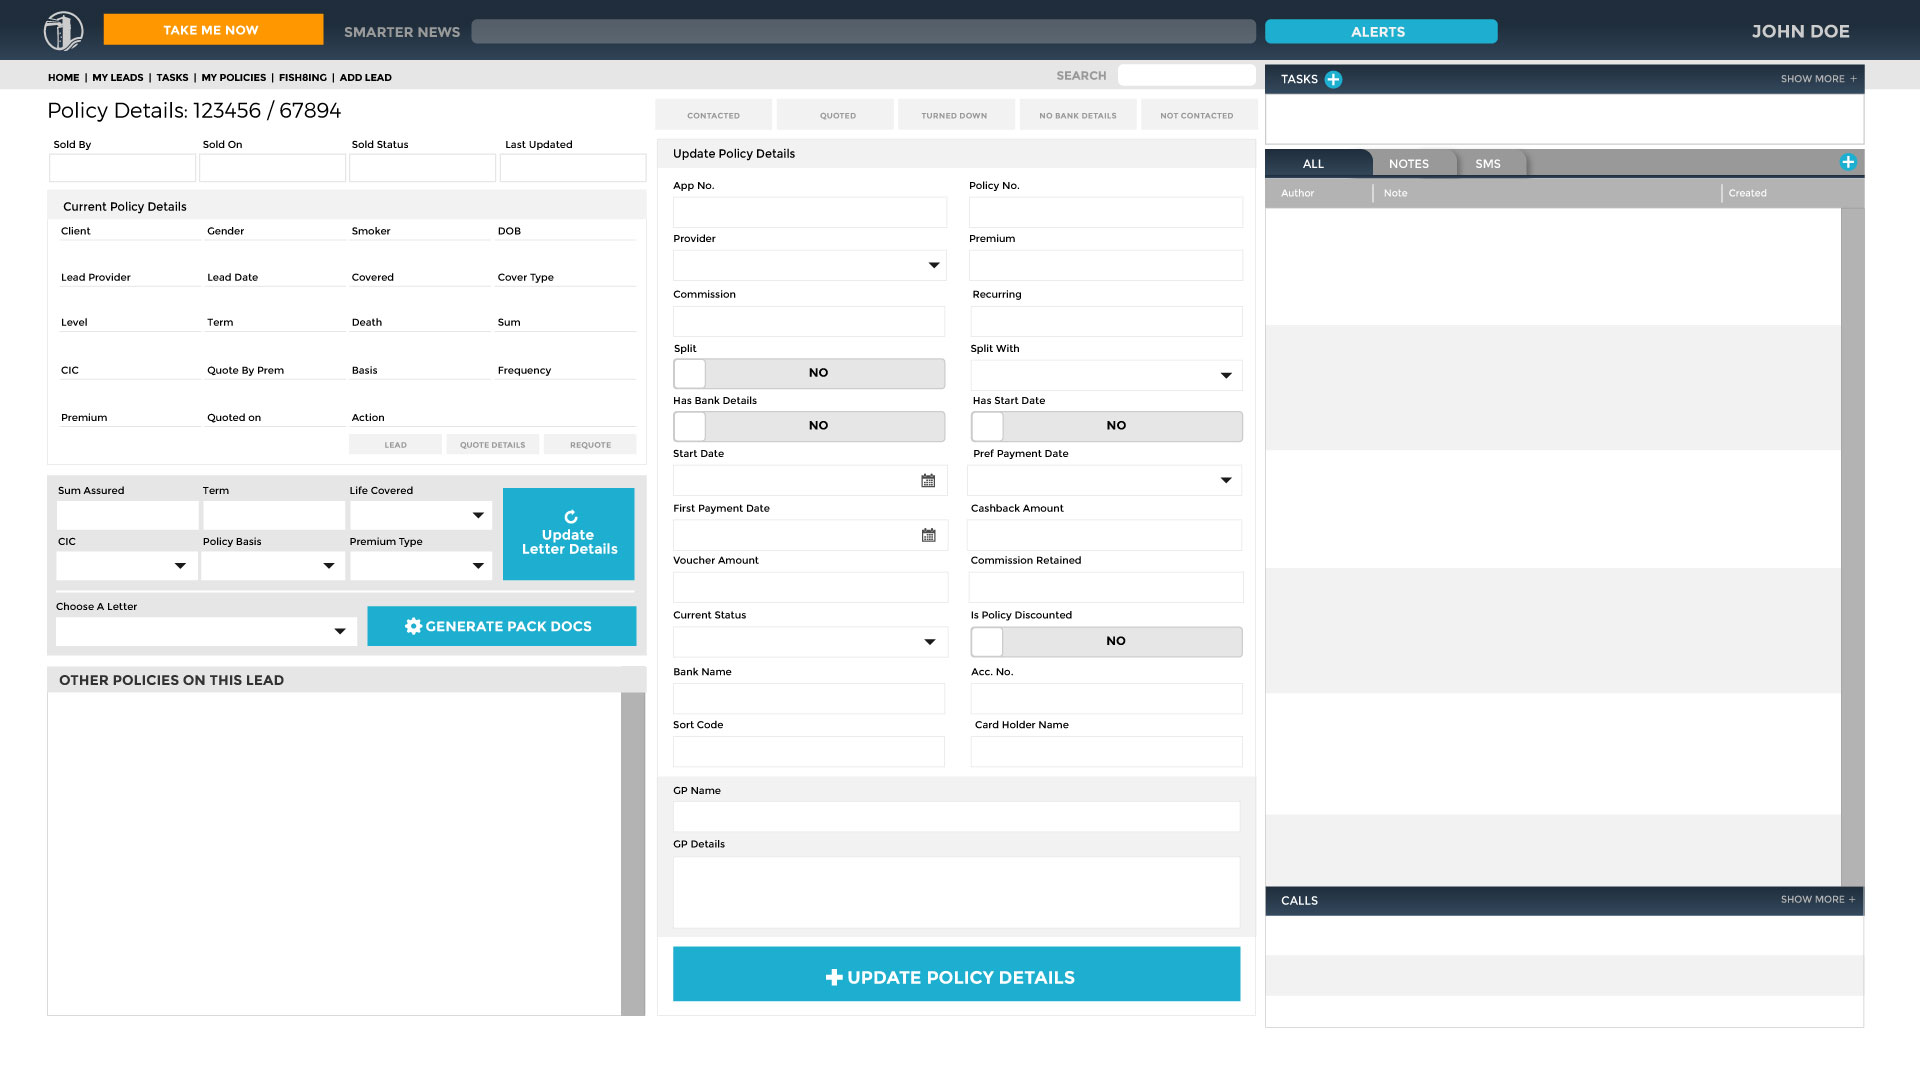 TAKE ME NOW
SMARTER NEWS
ALERTS
JOHN DOE
HOME | MY LEADS | TASKS | MY POLICIES | FISH8ING | ADD LEAD
SEARCH
Policy Details: 123456 / 67894
Sold By Sold On Sold Status Last Updated
Current Policy Details
Client Gender Smoker DOB
Lead Provider Lead Date Covered Cover Type
Level Term Death Sum
CIC Quote By Prem Basis Frequency
Premium Quoted on Action
LEAD QUOTE DETAILS REQUOTE
Sum Assured Term Life Covered
CIC Policy Basis Premium Type
Update
Letter Details
Choose A Letter
GENERATE PACK DOCS
OTHER POLICIES ON THIS LEAD
CONTACTED QUOTED TURNED DOWN NO BANK DETAILS NOT CONTACTED
Update Policy Details
App No. Policy No.
Provider Premium
Commission Recurring
Split Split With
NO
Has Bank Details Has Start Date
NO NO
Start Date Pref Payment Date
First Payment Date Cashback Amount
Voucher Amount Commission Retained
Current Status Is Policy Discounted
NO
Bank Name Acc. No.
Sort Code Card Holder Name
GP Name
GP Details
UPDATE POLICY DETAILS
TASKS SHOW MORE +
ALL NOTES SMS
Author Note Created
CALLS SHOW MORE +